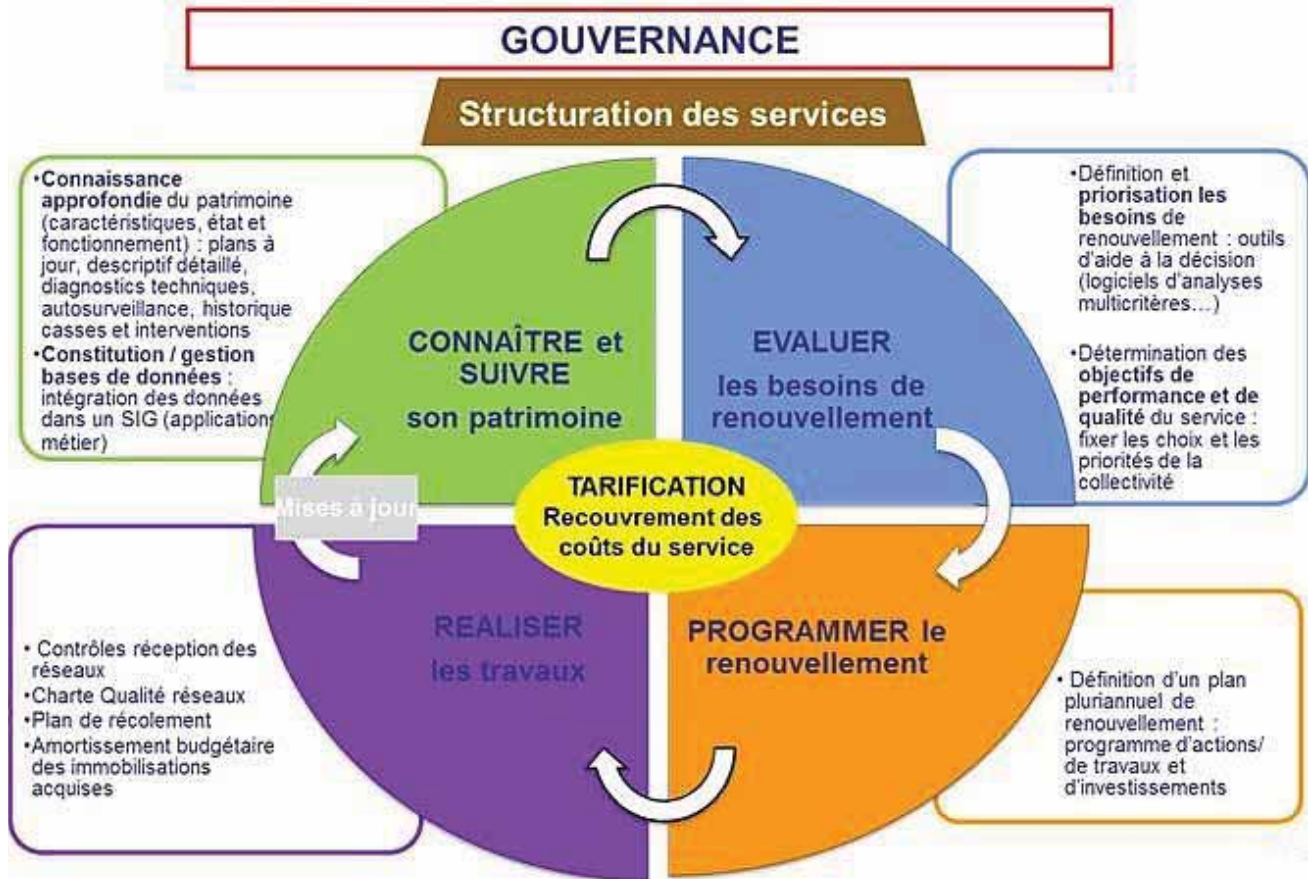 GOUVERNANCE
Structuration des services
•Connaissance
approfondie du patrimoine
(caractéristiques, état et
fonctionnement) : plans à
jour, descriptif détaillé,
diagnostics techniques,
autosurveillance, historique
casses et interventions
•Constitution / gestion
bases de données :
intégration des données
dans un SIG (applications
métier)
CONNAÎTRE et
SUIVRE
son patrimoine
EVALUER
les besoins de
renouvellement
•Définition et
priorisation les
besoins de
renouvellement : outils
d'aide à la décision
(logiciels d'analyses
multicritères…)
•Détermination des
objectifs de
performance et de
qualité du service :
fixer les choix et les
priorités de la
collectivité
Mises à jour
TARIFICATION
Recouvrement des
coûts du service
• Contrôles réception des
réseaux
•Charte Qualité réseaux
•Plan de récolement
•Amortissement budgétaire
des immobilisations
acquises
REALISER
les travaux
PROGRAMMER le
renouvellement
• Définition d'un plan
pluriannuel de
renouvellement :
programme d'actions/
de travaux et
d'investissements